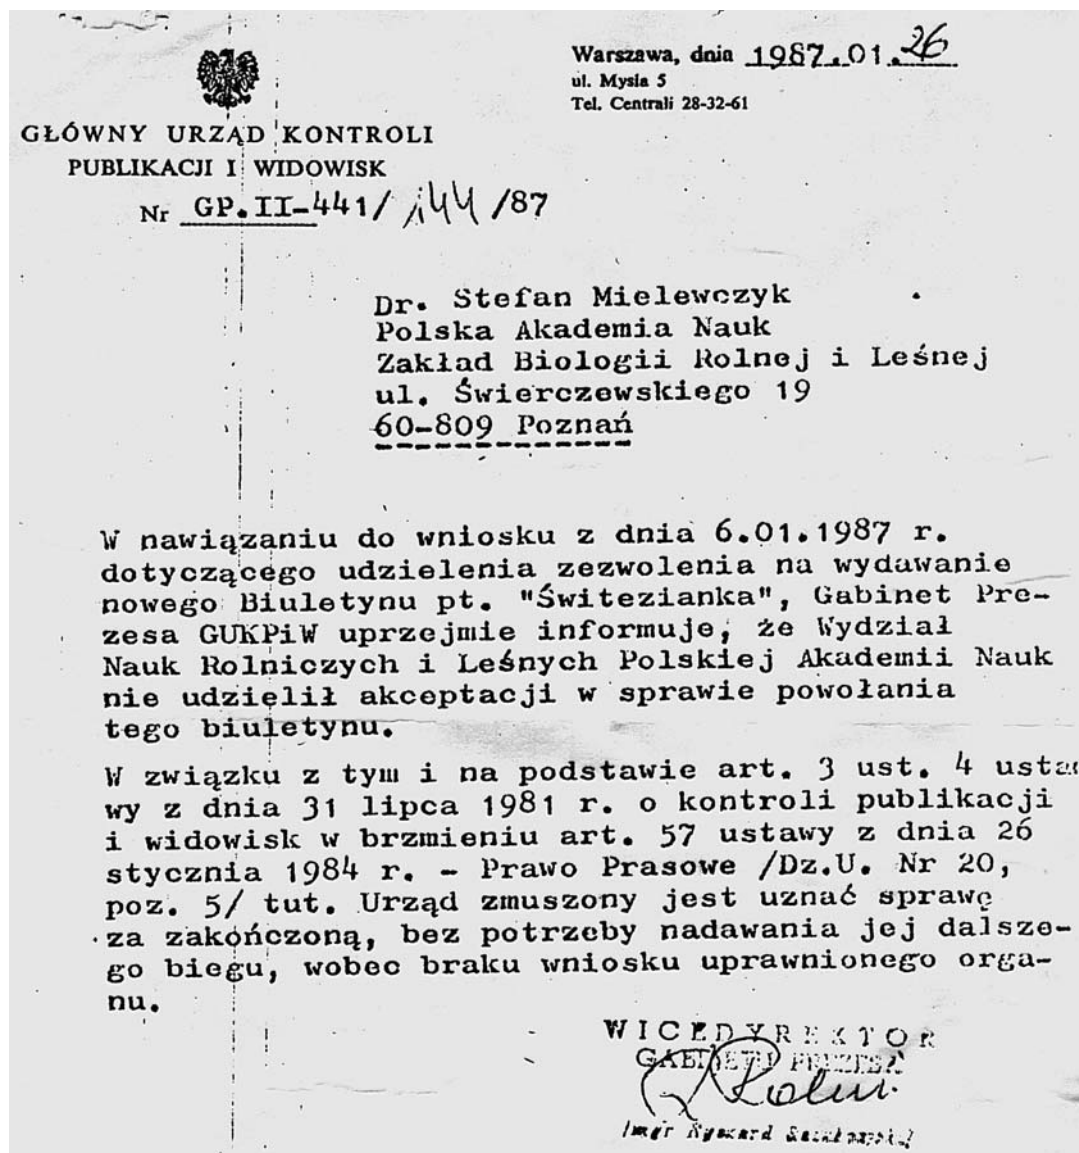 Warszawa, dnia 1987.01.26
ul. Mysia 5
Tel. Centrali 28-32-61
GŁÓWNY URZĄD KONTROLI
PUBLIKACJI I WIDOWISK
Nr GP.II-441/144/87
Dr. Stefan Mielewczyk
Polska Akademia Nauk
Zakład Biologii Rolnej i Leśnej
ul. Świerczewskiego 19
60-809 Poznań
W nawiązaniu do wniosku z dnia 6.01.1987 r.
dotyczącego udzielenia zezwolenia na wydawanie
nowego Biuletynu pt. "Świtezianka", Gabinet Pre-
zesa GUKPiW uprzejmie informuje, że Wydział
Nauk Rolniczych i Leśnych Polskiej Akademii Nauk
nie udzielił akceptacji w sprawie powołania
tego biuletynu.
W związku z tym i na podstawie art. 3 ust. 4 usta
wy z dnia 31 lipca 1981 r. o kontroli publikacji
i widowisk w brzmieniu art. 57 ustawy z dnia 26
stycznia 1984 r. - Prawo Prasowe /Dz.U. Nr 20,
poz. 5/ tut. Urząd zmuszony jest uznać sprawę
za zakończoną, bez potrzeby nadawania jej dalsze-
go biegu, wobec braku wniosku uprawnionego orga-
nu.
WICEDYREKTOR
GABINETU PREZESA
mgr Ryszard